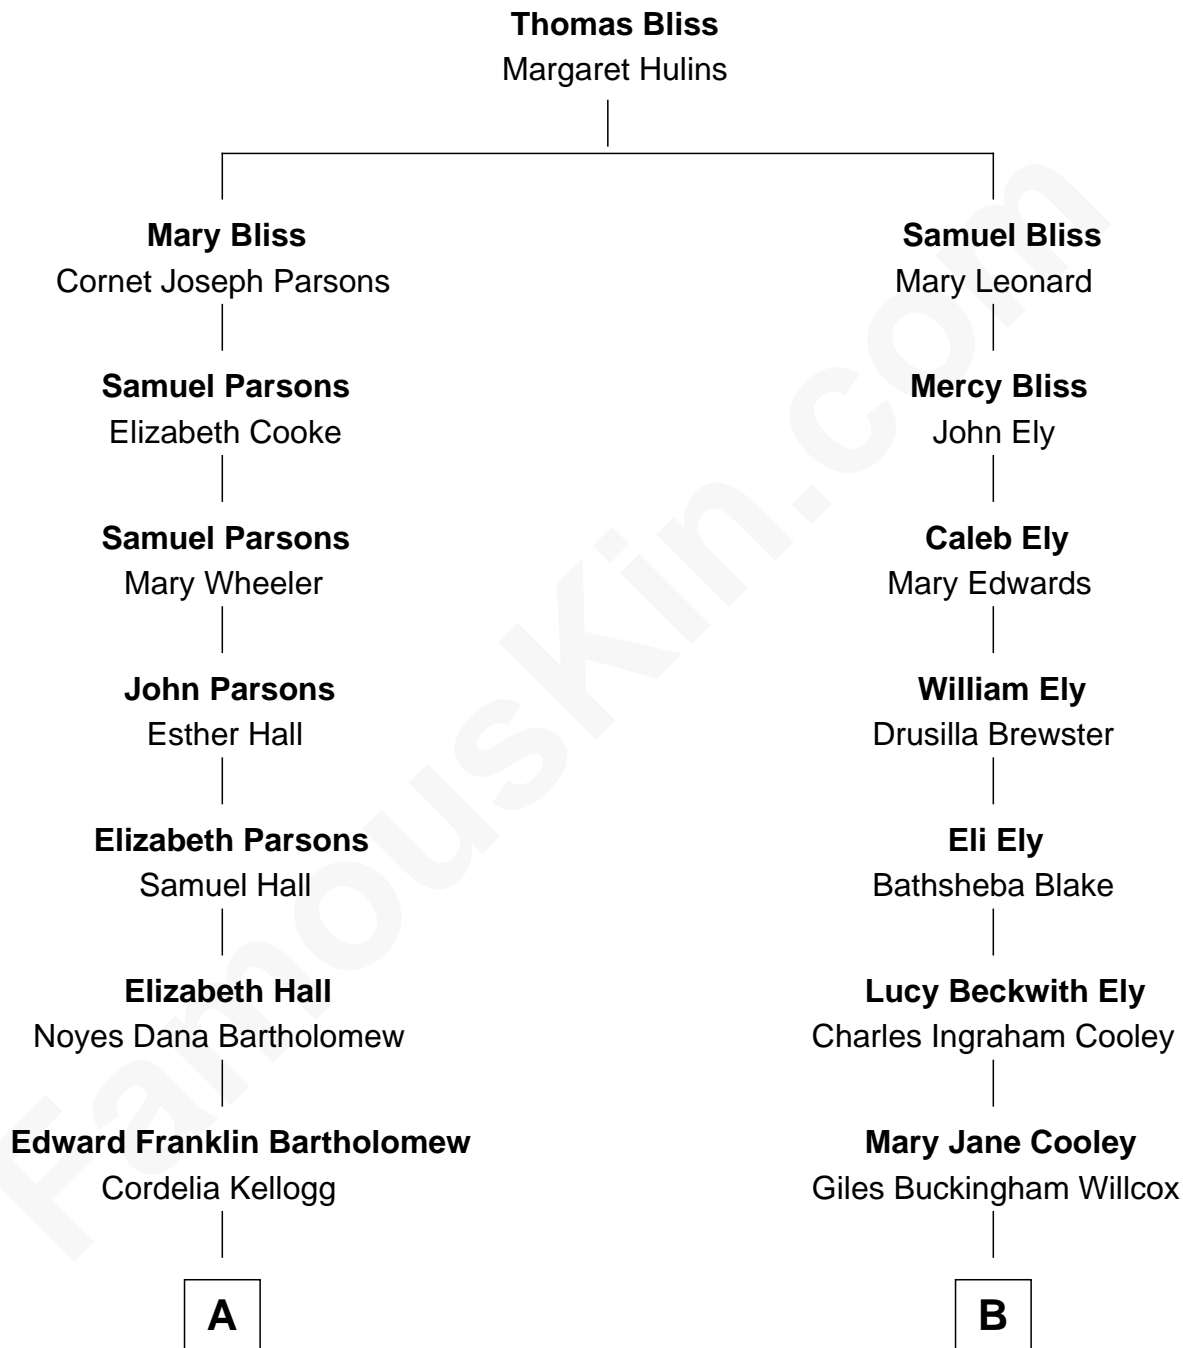 Thomas Bliss
Margaret Hulins
Mary Bliss
Cornet Joseph Parsons
Samuel Parsons
Elizabeth Cooke
Samuel Parsons
Mary Wheeler
John Parsons
Esther Hall
Elizabeth Parsons
Samuel Hall
Elizabeth Hall
Noyes Dana Bartholomew
Edward Franklin Bartholomew
Cordelia Kellogg
A
Samuel Bliss
Mary Leonard
Mercy Bliss
John Ely
Caleb Ely
Mary Edwards
William Ely
Drusilla Brewster
Eli Ely
Bathsheba Blake
Lucy Beckwith Ely
Charles Ingraham Cooley
Mary Jane Cooley
Giles Buckingham Willcox
B
FamousKin.com